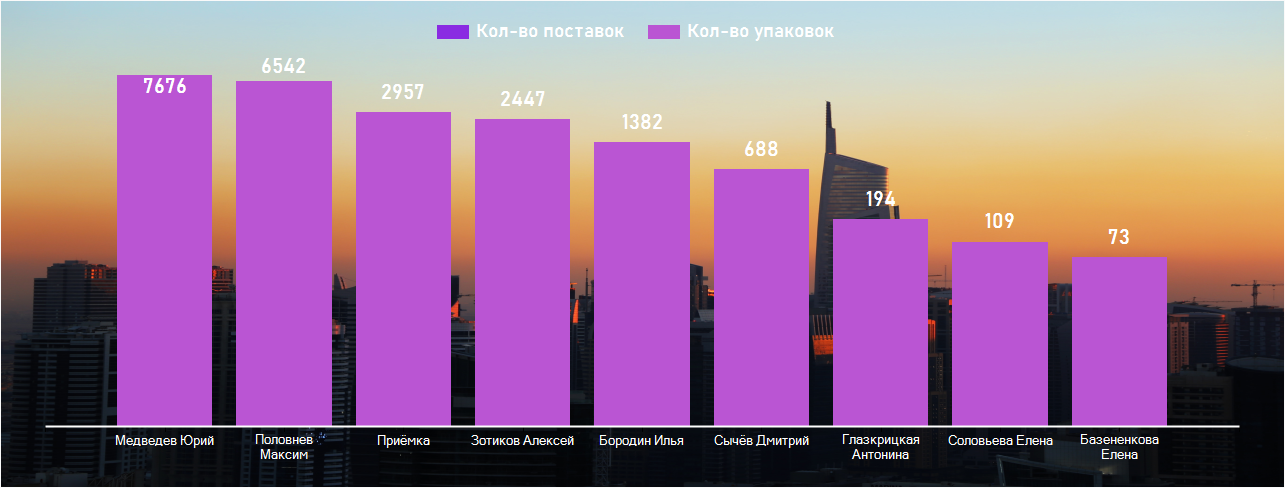 Кол-во поставок Кол-во упаковок
7676 6542 2957 2447 1382 688 194 109 73
Медведев Юрий
Половнев
Максим
Приёмка
Зотиков Алексей
Бородин Илья
Сычёв Дмитрий
Глазкрицкая
Антонина
Соловьева Елена
Базененкова
Елена